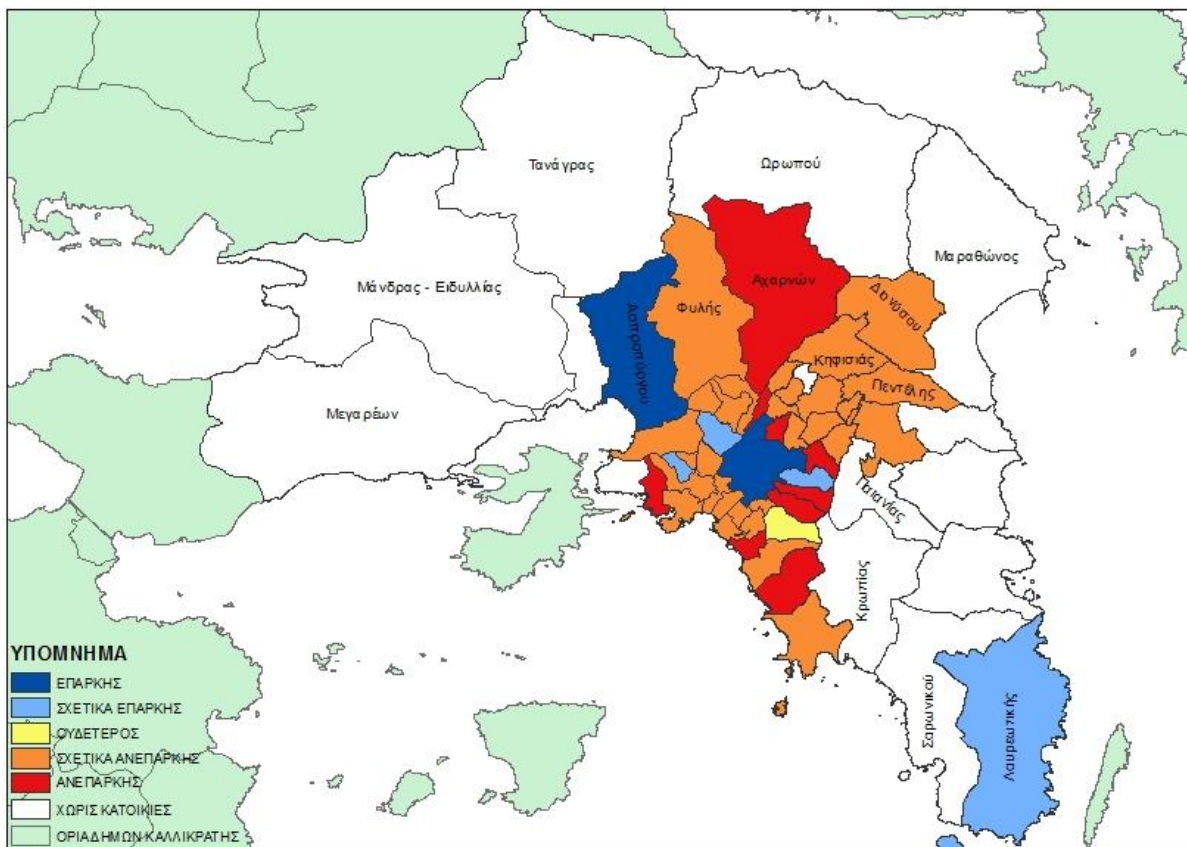 Τανάγρας
Ωρωπού
Μαραθώνος
Μάνδρας - Ειδυλλίας
Αχαρνών
Διονύσου
Φυλής
Ασπροπύργου
Κηφισιάς
Πεντέλης
Μεγαρέων
Παιανίας
Κρωπίας
Σαρωνικού
Λαυρεωτικής
ΥΠΟΜΝΗΜΑ
ΕΠΑΡΚΗΣ
ΣΧΕΤΙΚΑ ΕΠΑΡΚΗΣ
ΟΥΔΕΤΕΡΟΣ
ΣΧΕΤΙΚΑ ΑΝΕΠΑΡΚΗΣ
ΑΝΕΠΑΡΚΗΣ
ΧΩΡΙΣ ΚΑΤΟΙΚΙΕΣ
ΟΡΙΑ ΔΗΜΩΝ ΚΑΛΛΙΚΡΑΤΗΣ